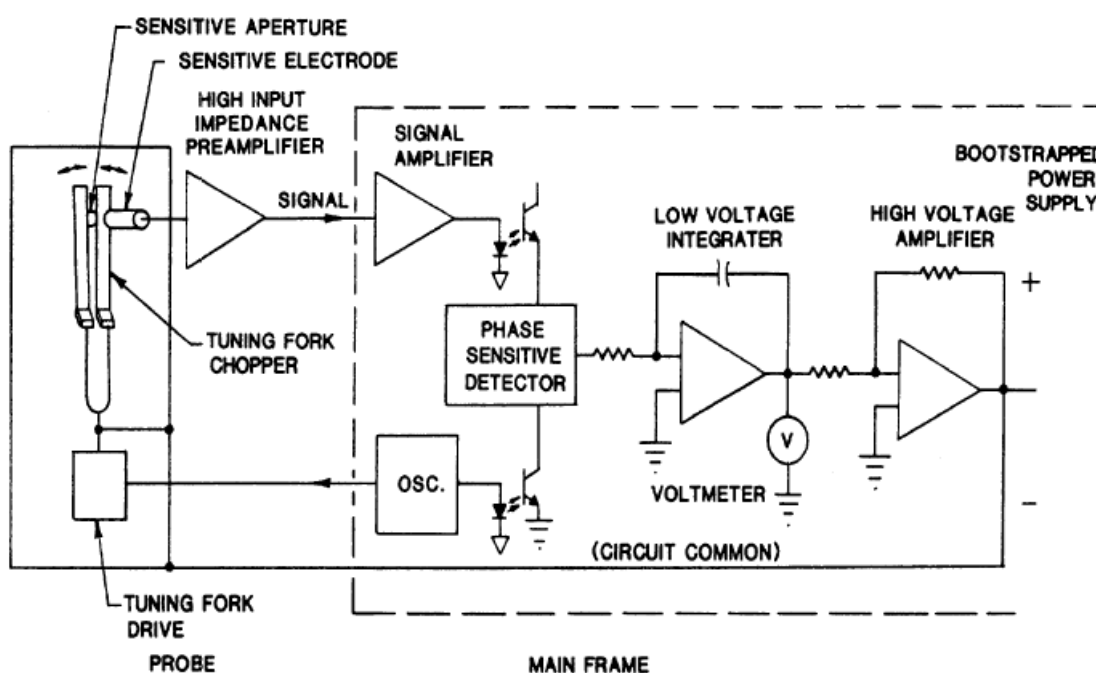 SENSITIVE APERTURE
SENSITIVE ELECTRODE
HIGH INPUT
IMPEDANCE
PREAMPLIFIER
SIGNAL
SIGNAL
AMPLIFIER
LOW VOLTAGE
INTEGRATER
HIGH VOLTAGE
AMPLIFIER
BOOTSTRAPPED
POWER
SUPPLY
+
TUNING FORK
CHOPPER
PHASE
SENSITIVE
DETECTOR
OSC.
V
VOLTMETER
−
(CIRCUIT COMMON)
TUNING FORK
DRIVE
PROBE
MAIN FRAME